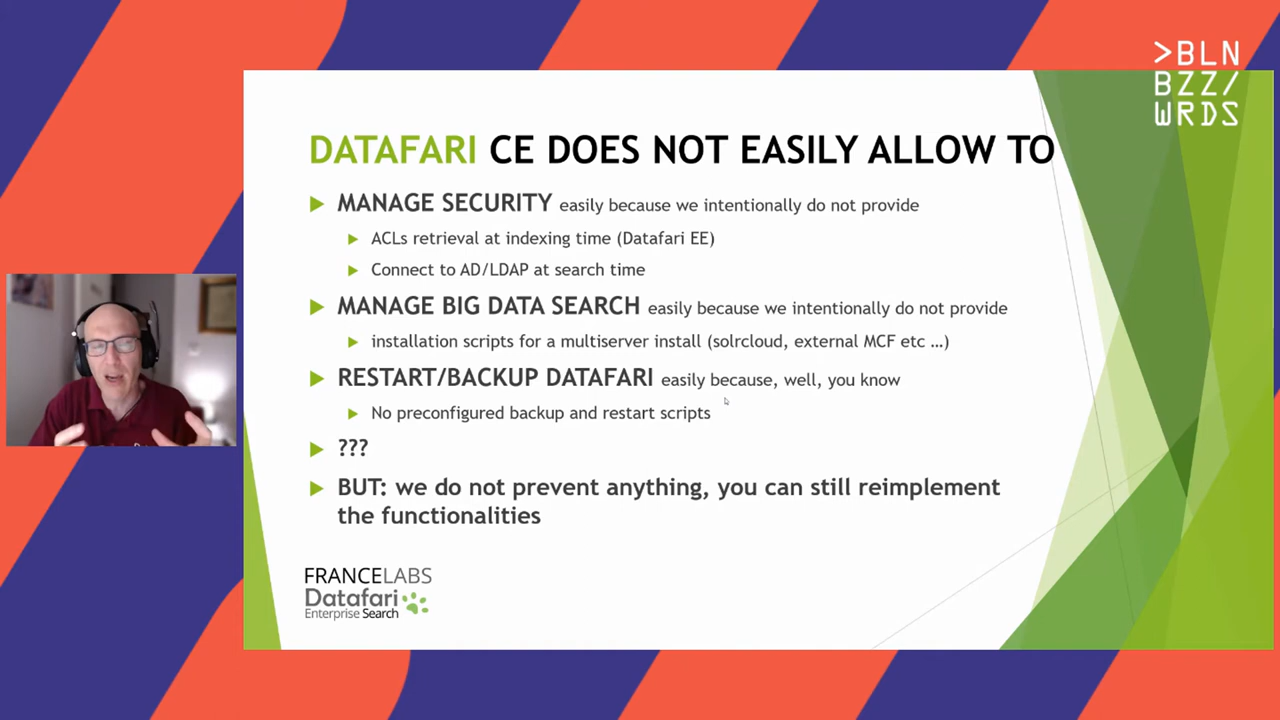 >BLN
BZZ/
WRDS
DATAFARI CE DOES NOT EASILY ALLOW TO
MANAGE SECURITY easily because we intentionally do not provide
ACLs retrieval at indexing time (Datafari EE)
Connect to AD/LDAP at search time
MANAGE BIG DATA SEARCH easily because we intentionally do not provide
installation scripts for a multiserver install (solrcloud, external MCF etc …)
RESTART/BACKUP DATAFARI easily because, well, you know
No preconfigured backup and restart scripts
???
BUT: we do not prevent anything, you can still reimplement
the functionalities
FRANCELABS
Datafari
Enterprise Search